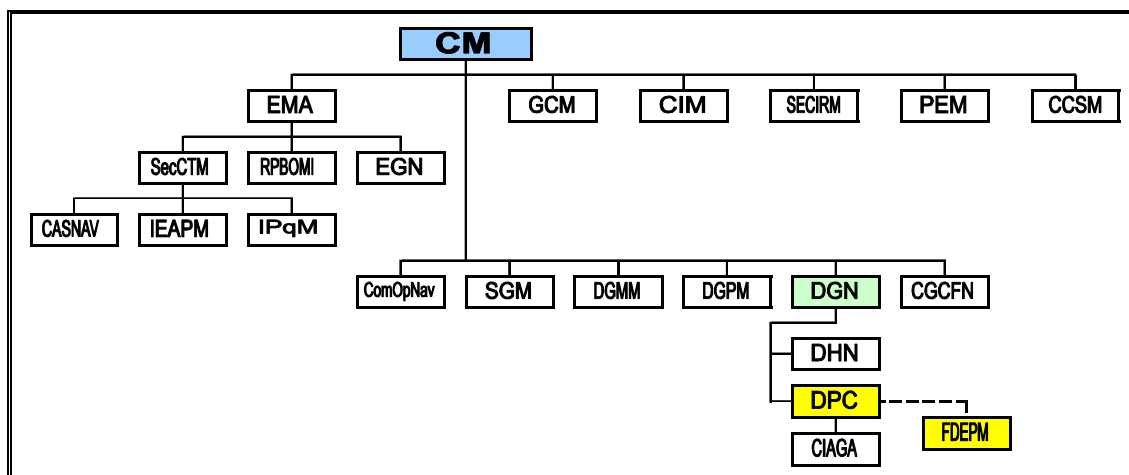 CM
EMA GCM CIM SECIRM PEM CCSM
SecCTM RPBOMI EGN
CASNAV IEAPM IPqM
ComOpNav SGM DGMM DGPM DGN CGCFN
DHN
DPC
FDEPM
CIAGA